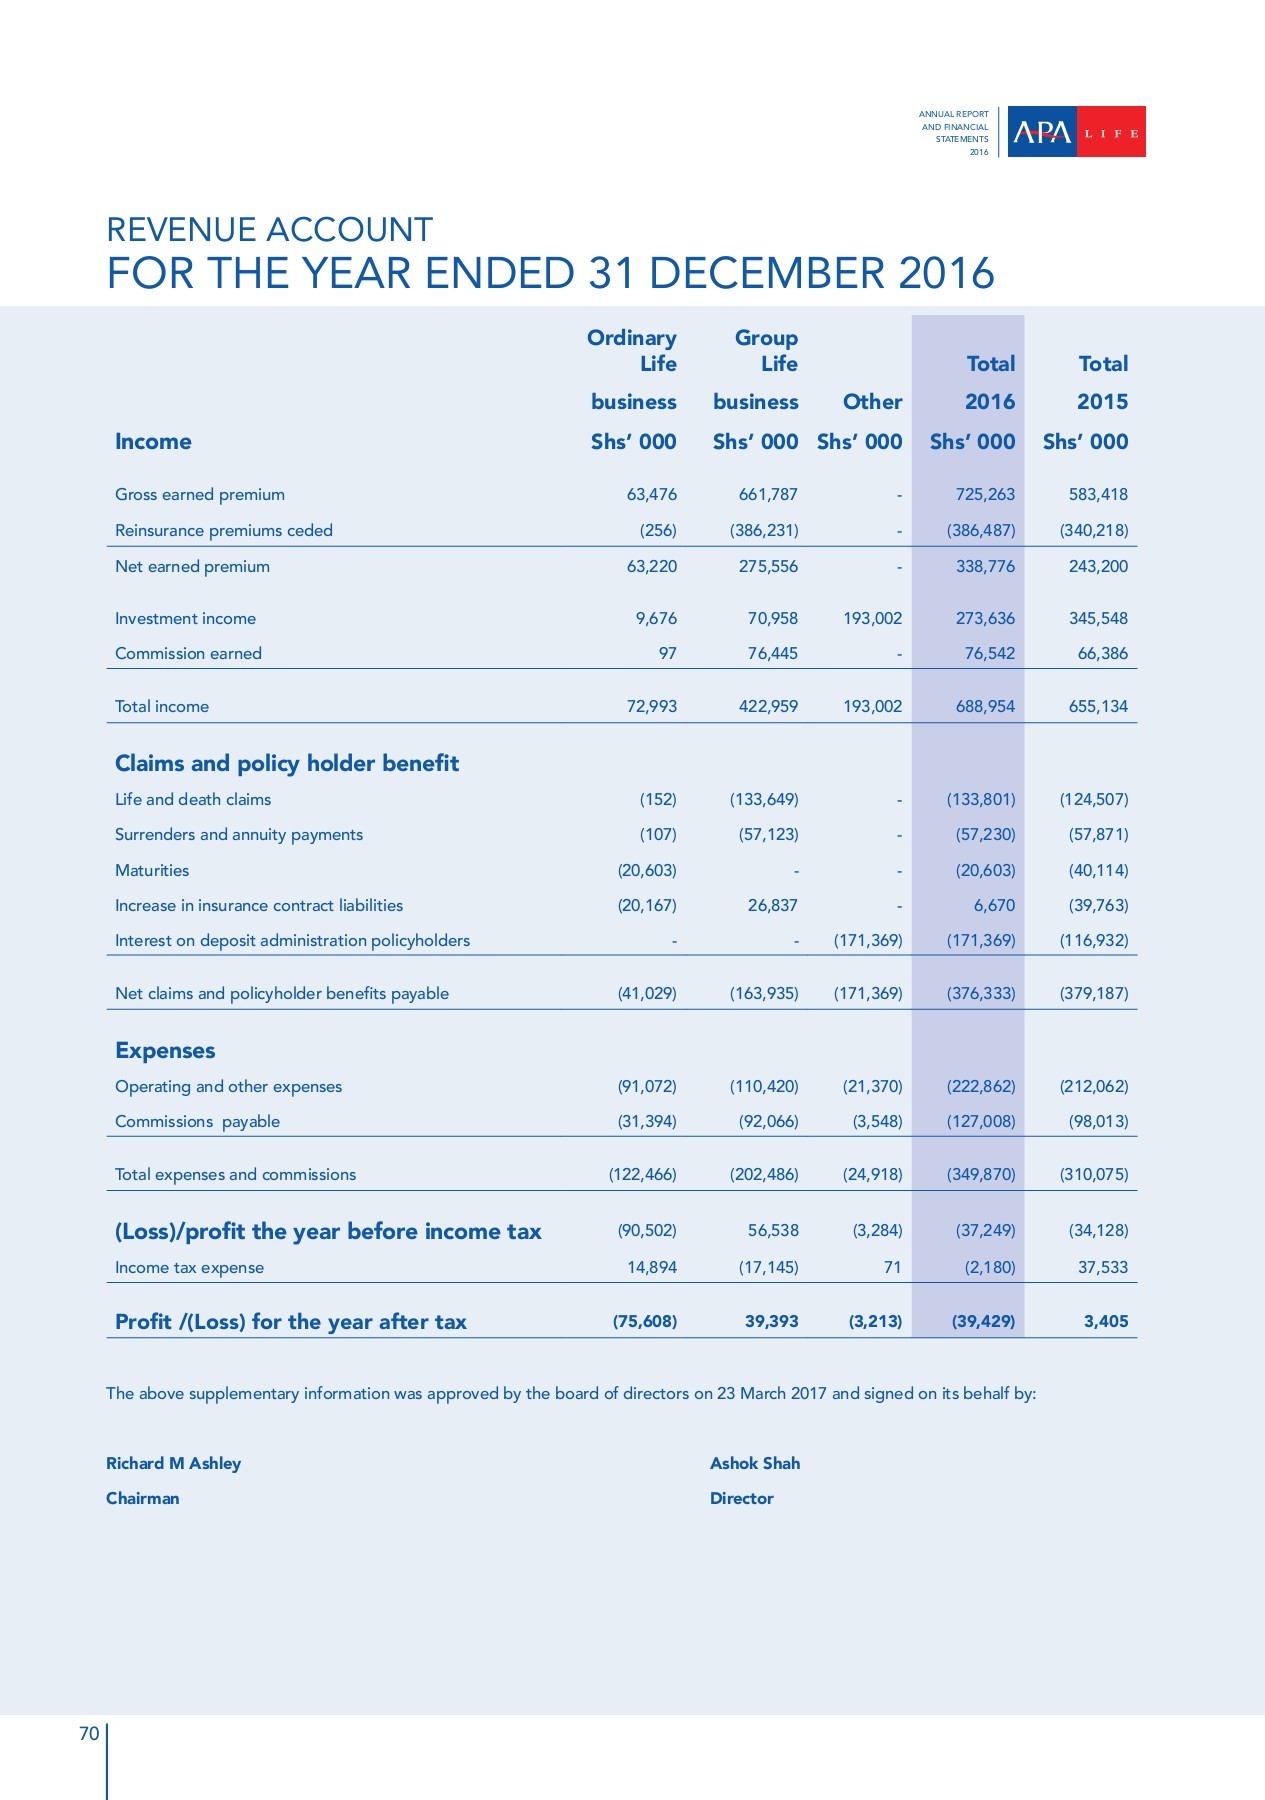 ANNUAL REPORT
AND FINANCIAL
STATEMENTS
2016
APA LIFE
REVENUE ACCOUNT
FOR THE YEAR ENDED 31 DECEMBER 2016
Ordinary Group
Life Life Total Total
business business Other 2016 2015
Income Shs’ 000 Shs’ 000 Shs’ 000 Shs’ 000 Shs’ 000
Gross earned premium 63,476 661,787 - 725,263 583,418
Reinsurance premiums ceded (256) (386,231) - (386,487) (340,218)
Net earned premium 63,220 275,556 - 338,776 243,200
Investment income 9,676 70,958 193,002 273,636 345,548
Commission earned 97 76,445 - 76,542 66,386
Total income 72,993 422,959 193,002 688,954 655,134
Claims and policy holder benefit
Life and death claims (152) (133,649) - (133,801) (124,507)
Surrenders and annuity payments (107) (57,123) - (57,230) (57,871)
Maturities (20,603) - - (20,603) (40,114)
Increase in insurance contract liabilities (20,167) 26,837 - 6,670 (39,763)
Interest on deposit administration policyholders - - (171,369) (171,369) (116,932)
Net claims and policyholder benefits payable (41,029) (163,935) (171,369) (376,333) (379,187)
Expenses
Operating and other expenses (91,072) (110,420) (21,370) (222,862) (212,062)
Commissions payable (31,394) (92,066) (3,548) (127,008) (98,013)
Total expenses and commissions (122,466) (202,486) (24,918) (349,870) (310,075)
(Loss)/profit the year before income tax (90,502) 56,538 (3,284) (37,249) (34,128)
Income tax expense 14,894 (17,145) 71 (2,180) 37,533
Profit /(Loss) for the year after tax (75,608) 39,393 (3,213) (39,429) 3,405
The above supplementary information was approved by the board of directors on 23 March 2017 and signed on its behalf by:
Richard M Ashley Ashok Shah
Chairman Director
70